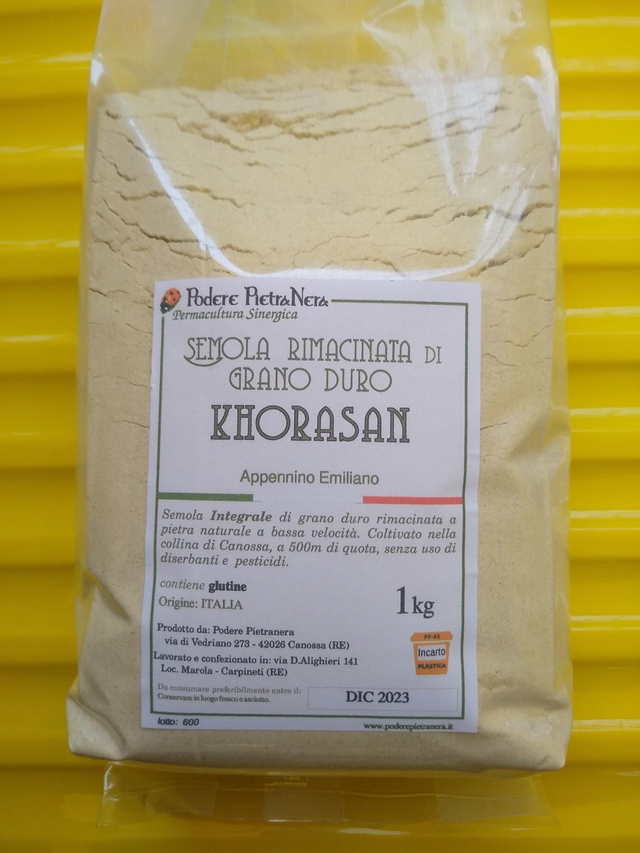 Podere PietraNera
Permacultura Sinergica
SEMOLA RIMACINATA DI
GRANO DURO
KHORASAN
Appennino Emiliano
Semola Integrale di grano duro rimacinata a
pietra naturale a bassa velocità. Coltivato nella
collina di Canossa, a 500m di quota, senza uso di
diserbanti e pesticidi.
contiene glutine
Origine: ITALIA
1kg
Prodotto da: Podere Pietranera
via di Vedriano 273 - 42026 Canossa (RE)
Lavorato e confezionato in: via D.Alighieri 141
Loc. Marola - Carpineti (RE)
PP-05
Incarto
PLASTICA
Da consumare preferibilmente entro il:
Conservare in luogo fresco e asciutto.
DIC 2023
lotto: 600
www.poderepietranera.it